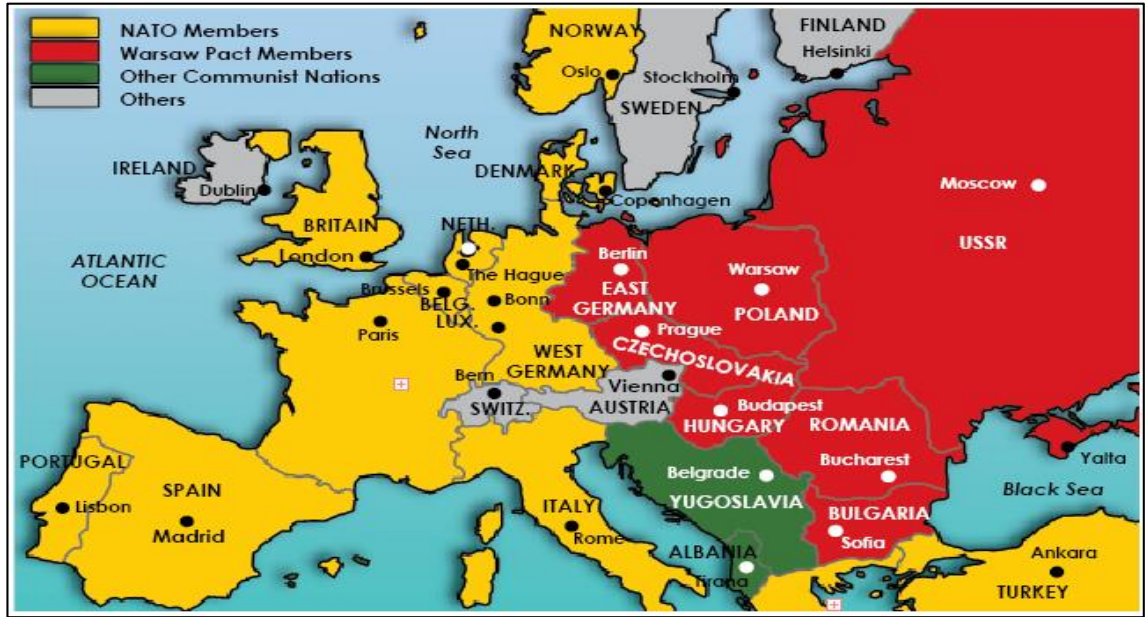 NATO Members
Warsaw Pact Members
Other Communist Nations
Others
NORWAY
Oslo
FINLAND
Helsinki
Stockholm
SWEDEN
North
Sea
IRELAND
Dublin
DENMARK
Copenhagen
Moscow
USSR
BRITAIN
London
NETH.
The Hague
ATLANTIC
OCEAN
Brussels
BELG.
LUX.
Bonn
Berlin
EAST
GERMANY
Warsaw
POLAND
Paris
Prague
CZECHOSLOVAKIA
WEST
GERMANY
Bern
SWITZ.
Vienna
AUSTRIA
Budapest
HUNGARY
ROMANIA
Bucharest
Yalta
Black Sea
PORTUGAL
Lisbon
SPAIN
Madrid
ITALY
Rome
Belgrade
YUGOSLAVIA
BULGARIA
Sofia
ALBANIA
Tirana
Ankara
TURKEY